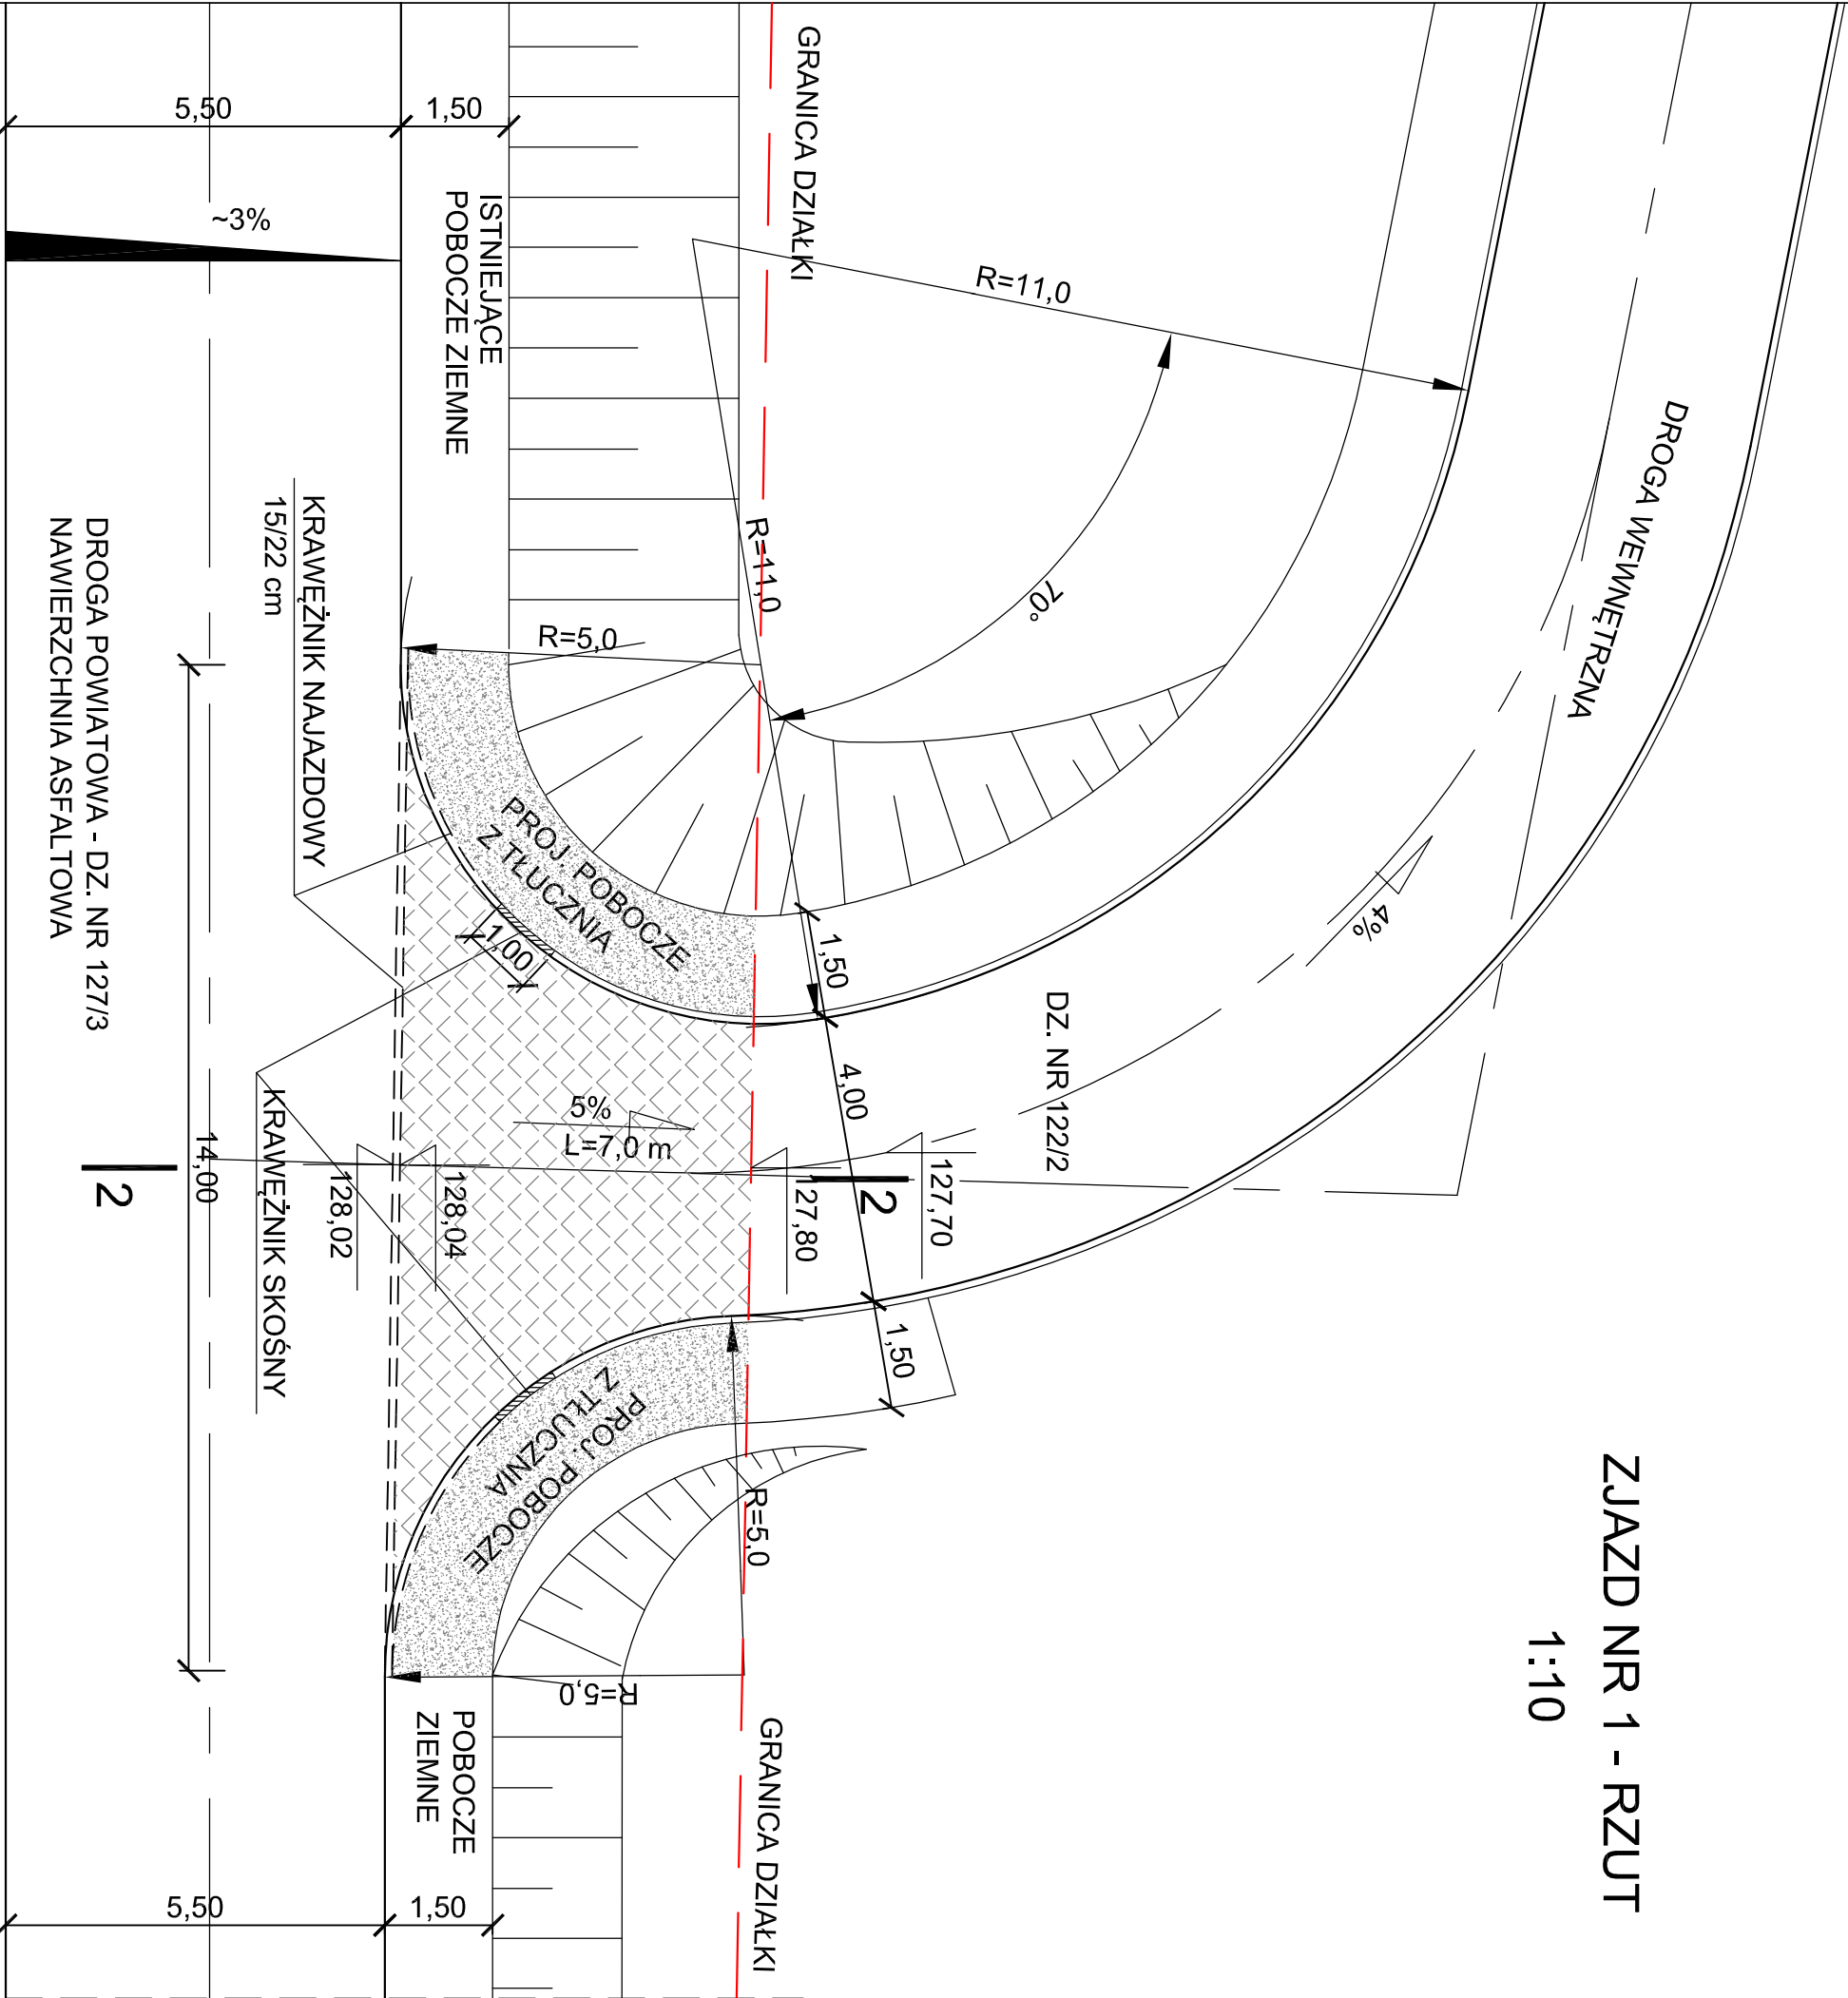 ZJAZD NR 1 - RZUT
1:10
DROGA WEWNĘTRZNA
GRANICA DZIAŁKI
R=11,0
70°
R=11,0
4%
DZ. NR 122/2
1,50
4,00
1,50
127,70
127,80
2
5%
L=7,0 m
128,04
128,02
2
R=5,0
PROJ. POBOCZE
Z TŁUCZNIA
1,00
PROJ. POBOCZE
Z TŁUCZNIA
R=5,0
R=5,0
GRANICA DZIAŁKI
ISTNIEJĄCE
POBOCZE ZIEMNE
POBOCZE
ZIEMNE
KRAWĘŻNIK NAJAZDOWY
15/22 cm
KRAWĘŻNIK SKOŚNY
14,00
5,50
1,50
~3%
5,50
1,50
DROGA POWIATOWA - DZ. NR 127/3
NAWIERZCHNIA ASFALTOWA